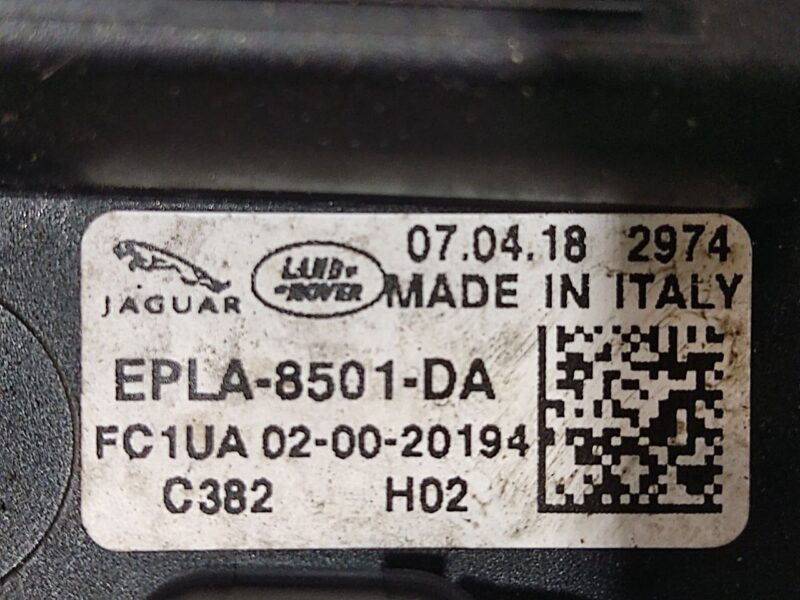 07.04.18 2974
JAGUAR
LAND ROVER
MADE IN ITALY
EPLA-8501-DA
FC1UA 02-00-20194
C382 H02